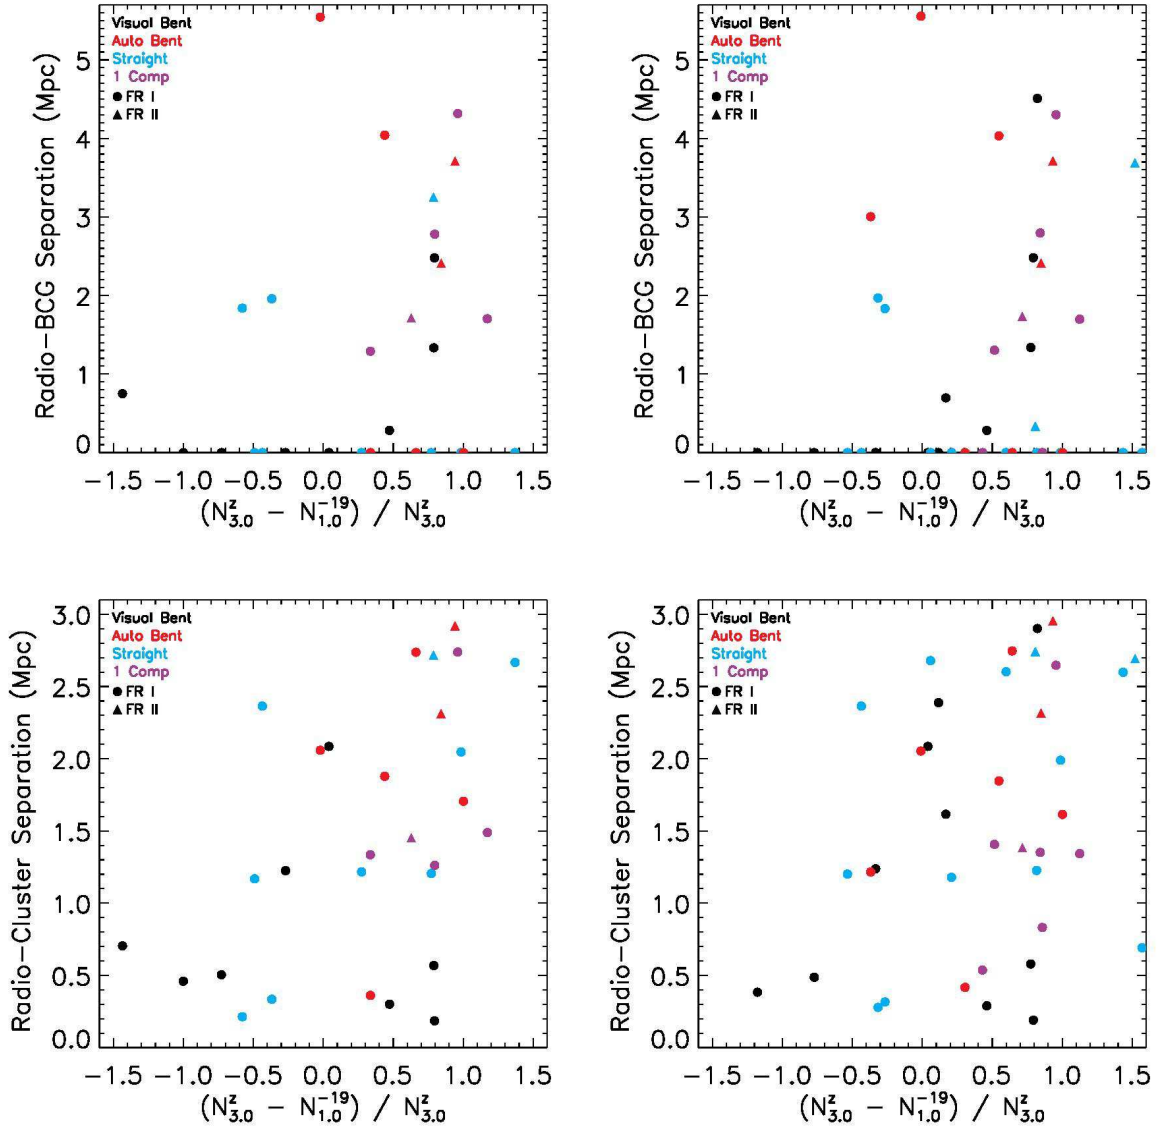 Visual Bent
Auto Bent
Straight
1 Comp
FR I
FR II
5
4
3
2
1
0
Radio-BCG Separation (Mpc)
-1.5 -1.0 -0.5 0.0 0.5 1.0 1.5
(N^z_3.0 - N^-19_1.0) / N^z_3.0
Visual Bent
Auto Bent
Straight
1 Comp
FR I
FR II
5
4
3
2
1
0
Radio-BCG Separation (Mpc)
-1.5 -1.0 -0.5 0.0 0.5 1.0 1.5
(N^z_3.0 - N^-19_1.0) / N^z_3.0
Visual Bent
Auto Bent
Straight
1 Comp
FR I
FR II
3.0
2.5
2.0
1.5
1.0
0.5
0.0
Radio-Cluster Separation (Mpc)
-1.5 -1.0 -0.5 0.0 0.5 1.0 1.5
(N^z_3.0 - N^-19_1.0) / N^z_3.0
Visual Bent
Auto Bent
Straight
1 Comp
FR I
FR II
3.0
2.5
2.0
1.5
1.0
0.5
0.0
Radio-Cluster Separation (Mpc)
-1.5 -1.0 -0.5 0.0 0.5 1.0 1.5
(N^z_3.0 - N^-19_1.0) / N^z_3.0